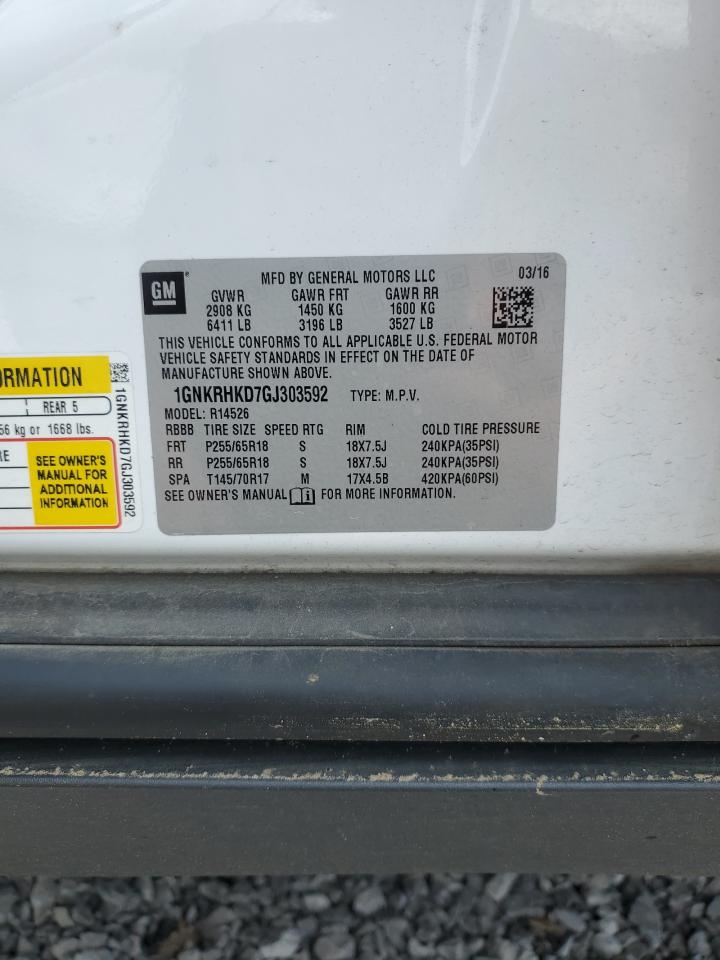 GM ®
MFD BY GENERAL MOTORS LLC 03/16
GVWR GAWR FRT GAWR RR
2908 KG 1450 KG 1600 KG
6411 LB 3196 LB 3527 LB
THIS VEHICLE CONFORMS TO ALL APPLICABLE U.S. FEDERAL MOTOR
VEHICLE SAFETY STANDARDS IN EFFECT ON THE DATE OF
MANUFACTURE SHOWN ABOVE.
1GNKRHKD7GJ303592 TYPE: M.P.V.
MODEL: R14526
RBBB TIRE SIZE SPEED RTG RIM COLD TIRE PRESSURE
FRT P255/65R18 S 18X7.5J 240KPA(35PSI)
RR P255/65R18 S 18X7.5J 240KPA(35PSI)
SPA T145/70R17 M 17X4.5B 420KPA(60PSI)
SEE OWNER'S MANUAL FOR MORE INFORMATION.
ORMATION
REAR 5
56 kg or 1668 lbs.
RE
SEE OWNER'S
MANUAL FOR
ADDITIONAL
INFORMATION
1GNKRHKD7GJ303592